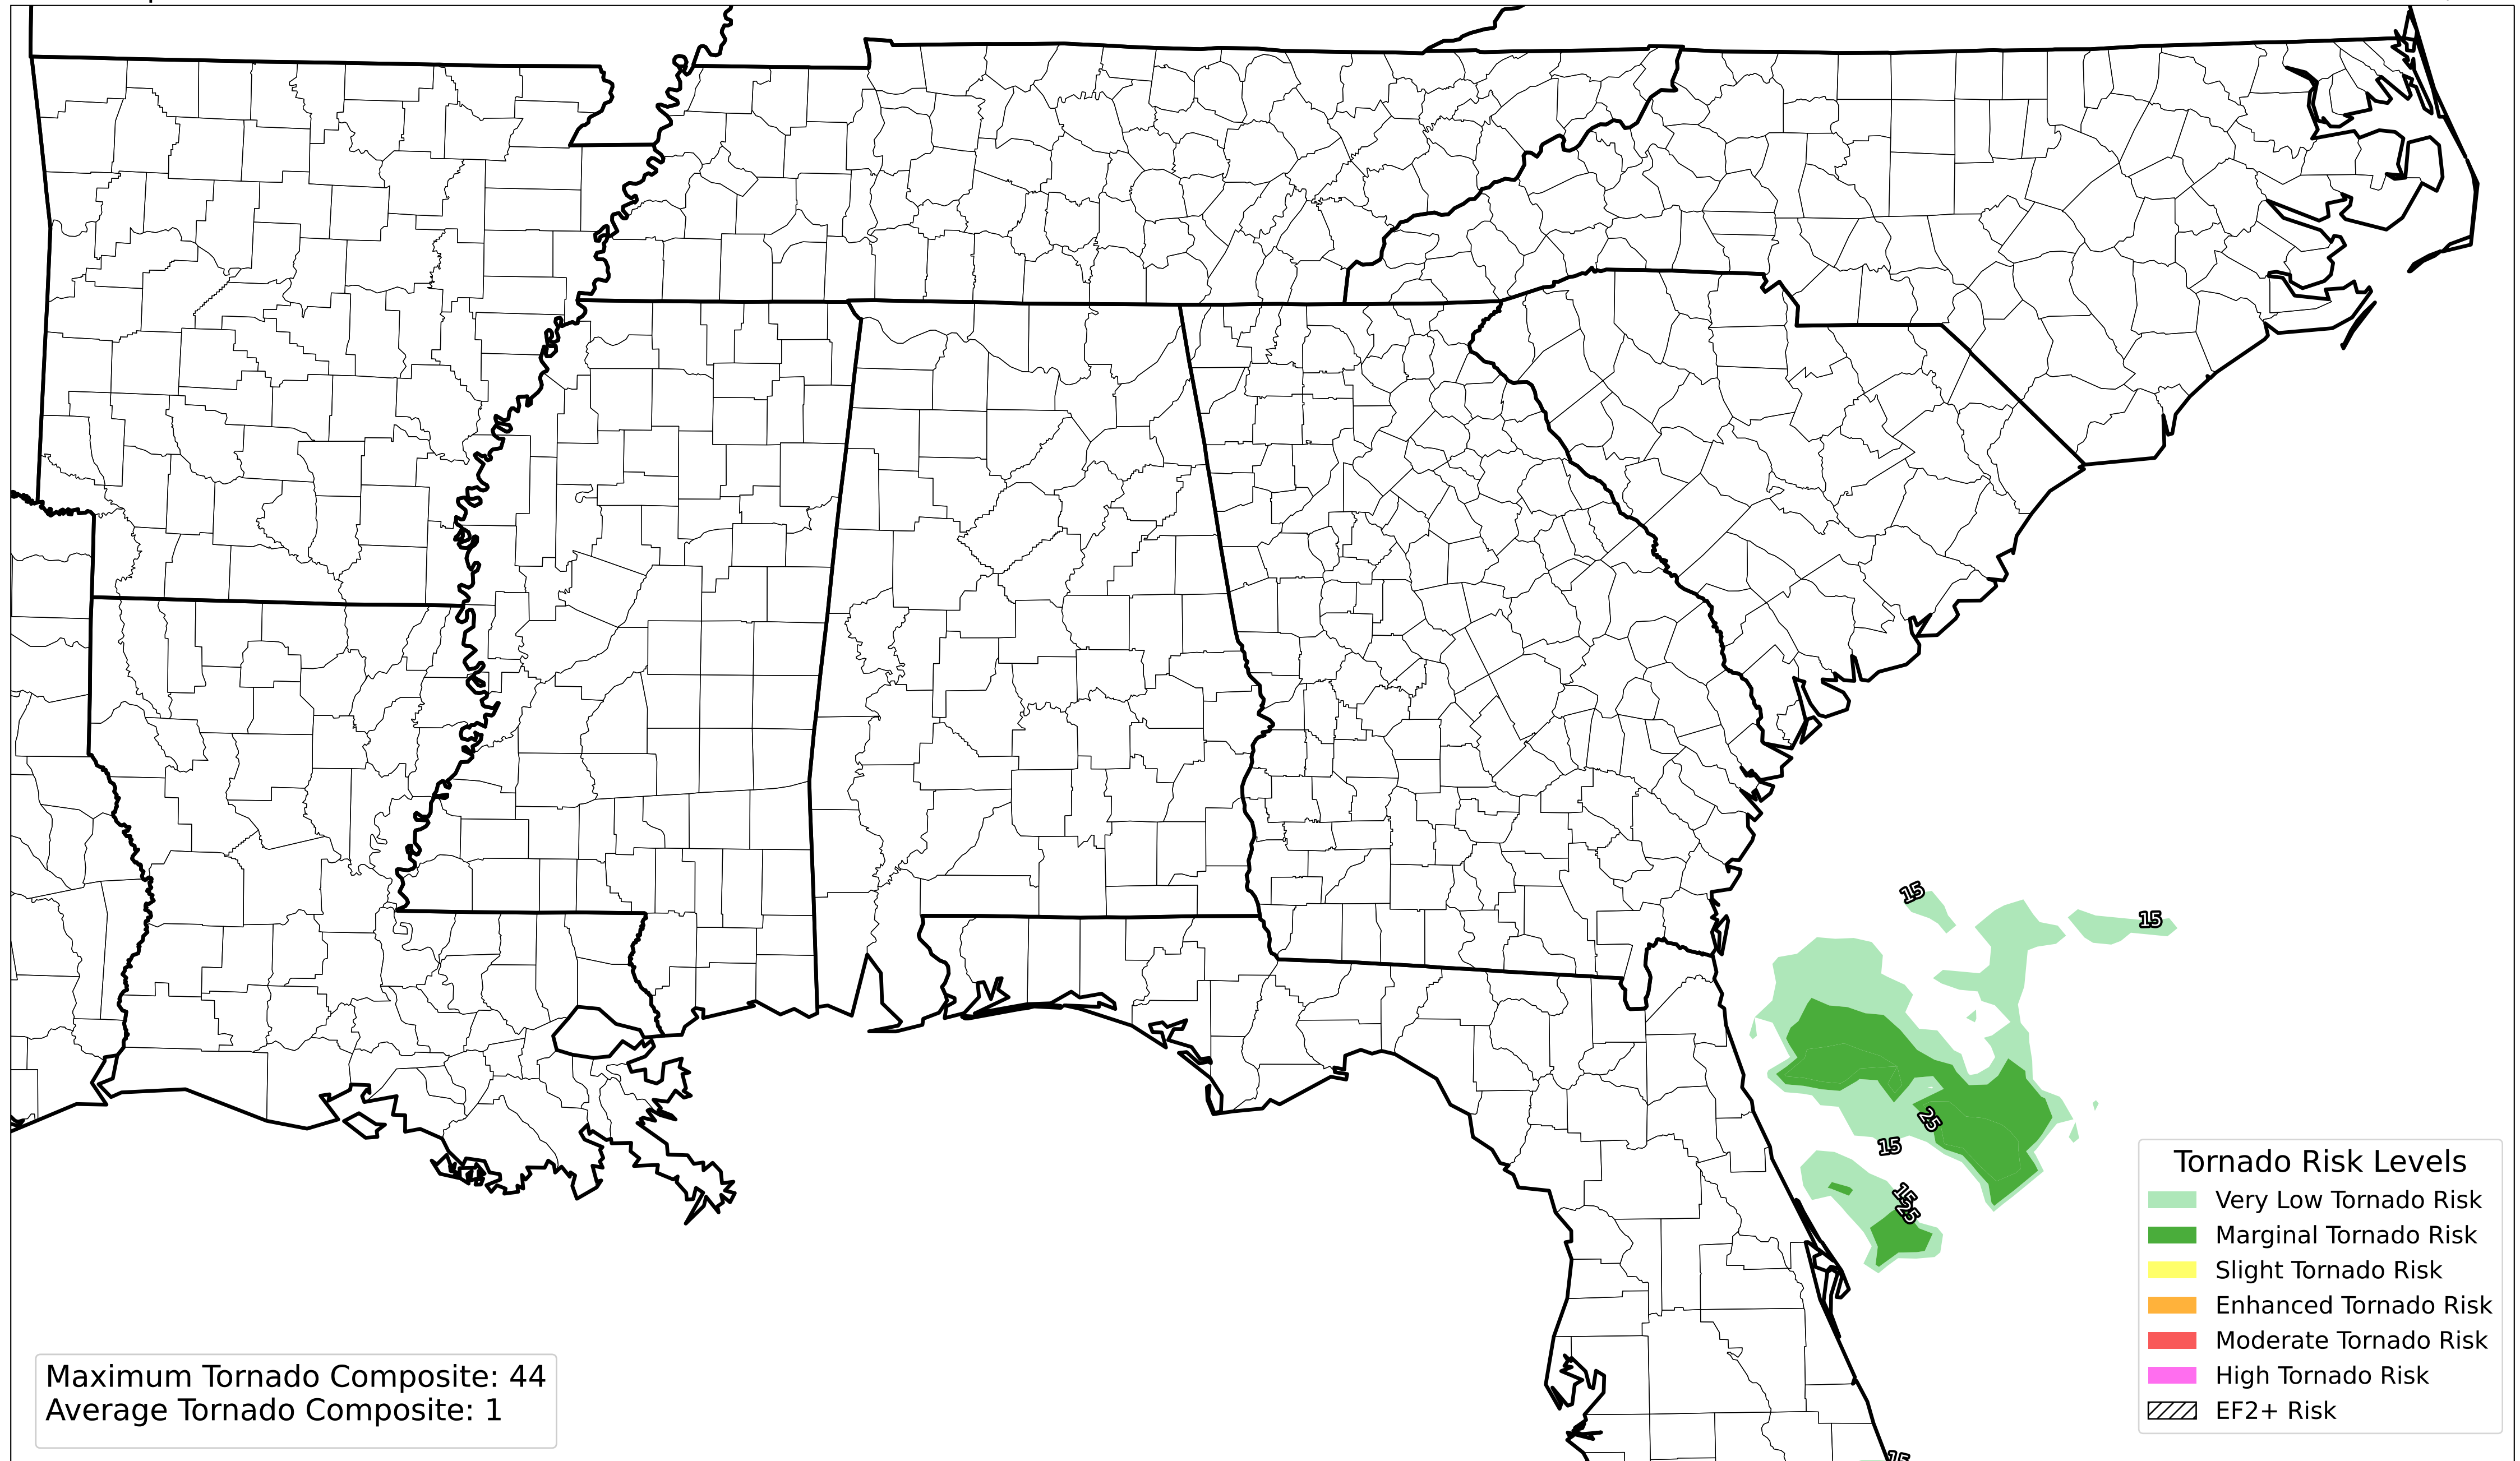 15
15
25
15
15
25
Tornado Risk Levels
Very Low Tornado Risk
Marginal Tornado Risk
Slight Tornado Risk
Enhanced Tornado Risk
Moderate Tornado Risk
High Tornado Risk
EF2+ Risk
Maximum Tornado Composite: 44
Average Tornado Composite: 1
15